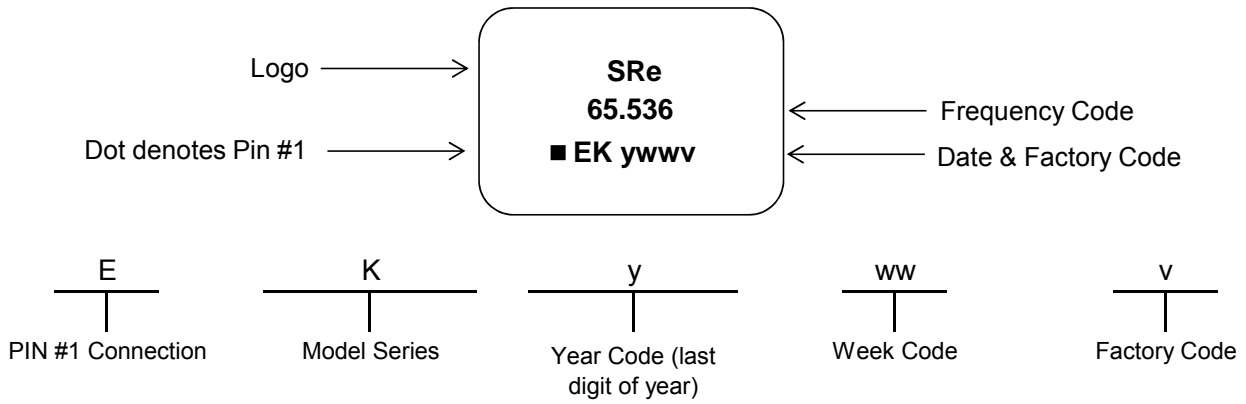 Logo
SRe
65.536
Frequency Code
Dot denotes Pin #1
■ EK ywwv
Date & Factory Code
E
K
y
ww
v
PIN #1 Connection
Model Series
Year Code (last
digit of year)
Week Code
Factory Code